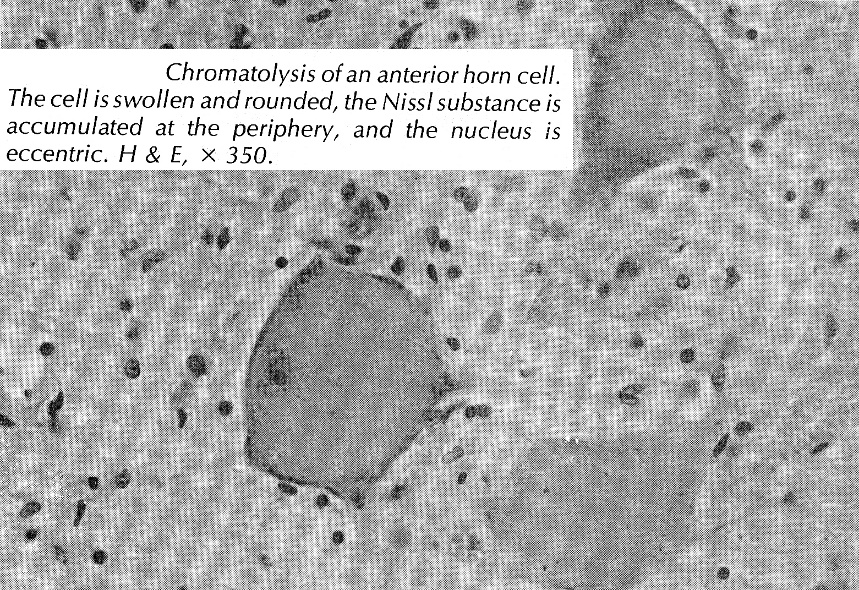 Chromatolysis of an anterior horn cell.
The cell is swollen and rounded, the Nissl substance is
accumulated at the periphery, and the nucleus is
eccentric. H & E, × 350.